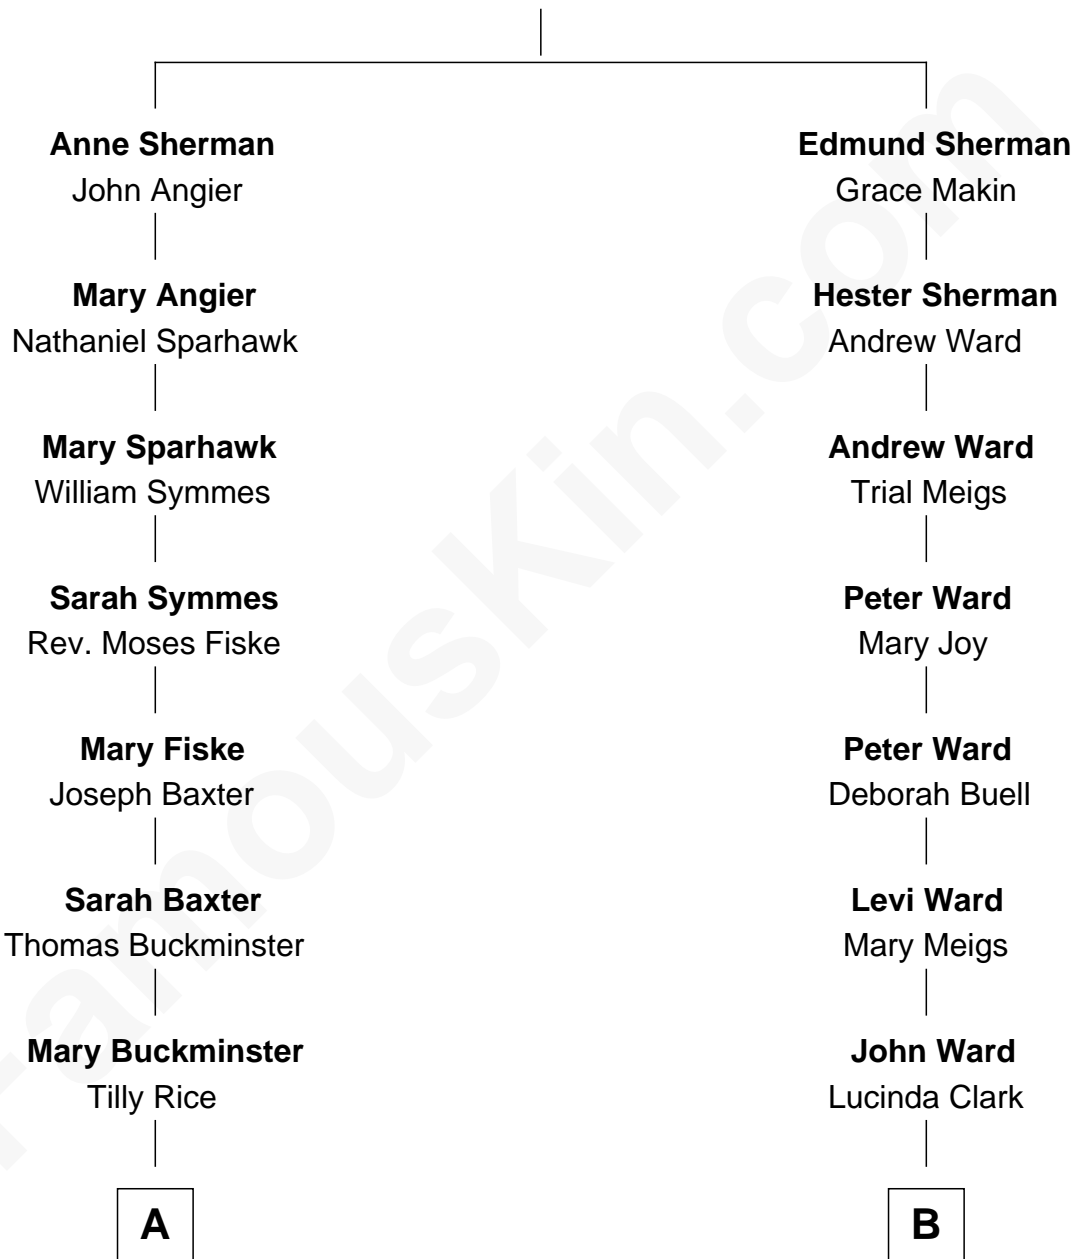 Anne Sherman
John Angier
Mary Angier
Nathaniel Sparhawk
Mary Sparhawk
William Symmes
Sarah Symmes
Rev. Moses Fiske
Mary Fiske
Joseph Baxter
Sarah Baxter
Thomas Buckminster
Mary Buckminster
Tilly Rice
A
Edmund Sherman
Grace Makin
Hester Sherman
Andrew Ward
Andrew Ward
Trial Meigs
Peter Ward
Mary Joy
Peter Ward
Deborah Buell
Levi Ward
Mary Meigs
John Ward
Lucinda Clark
B
FamousKin.com